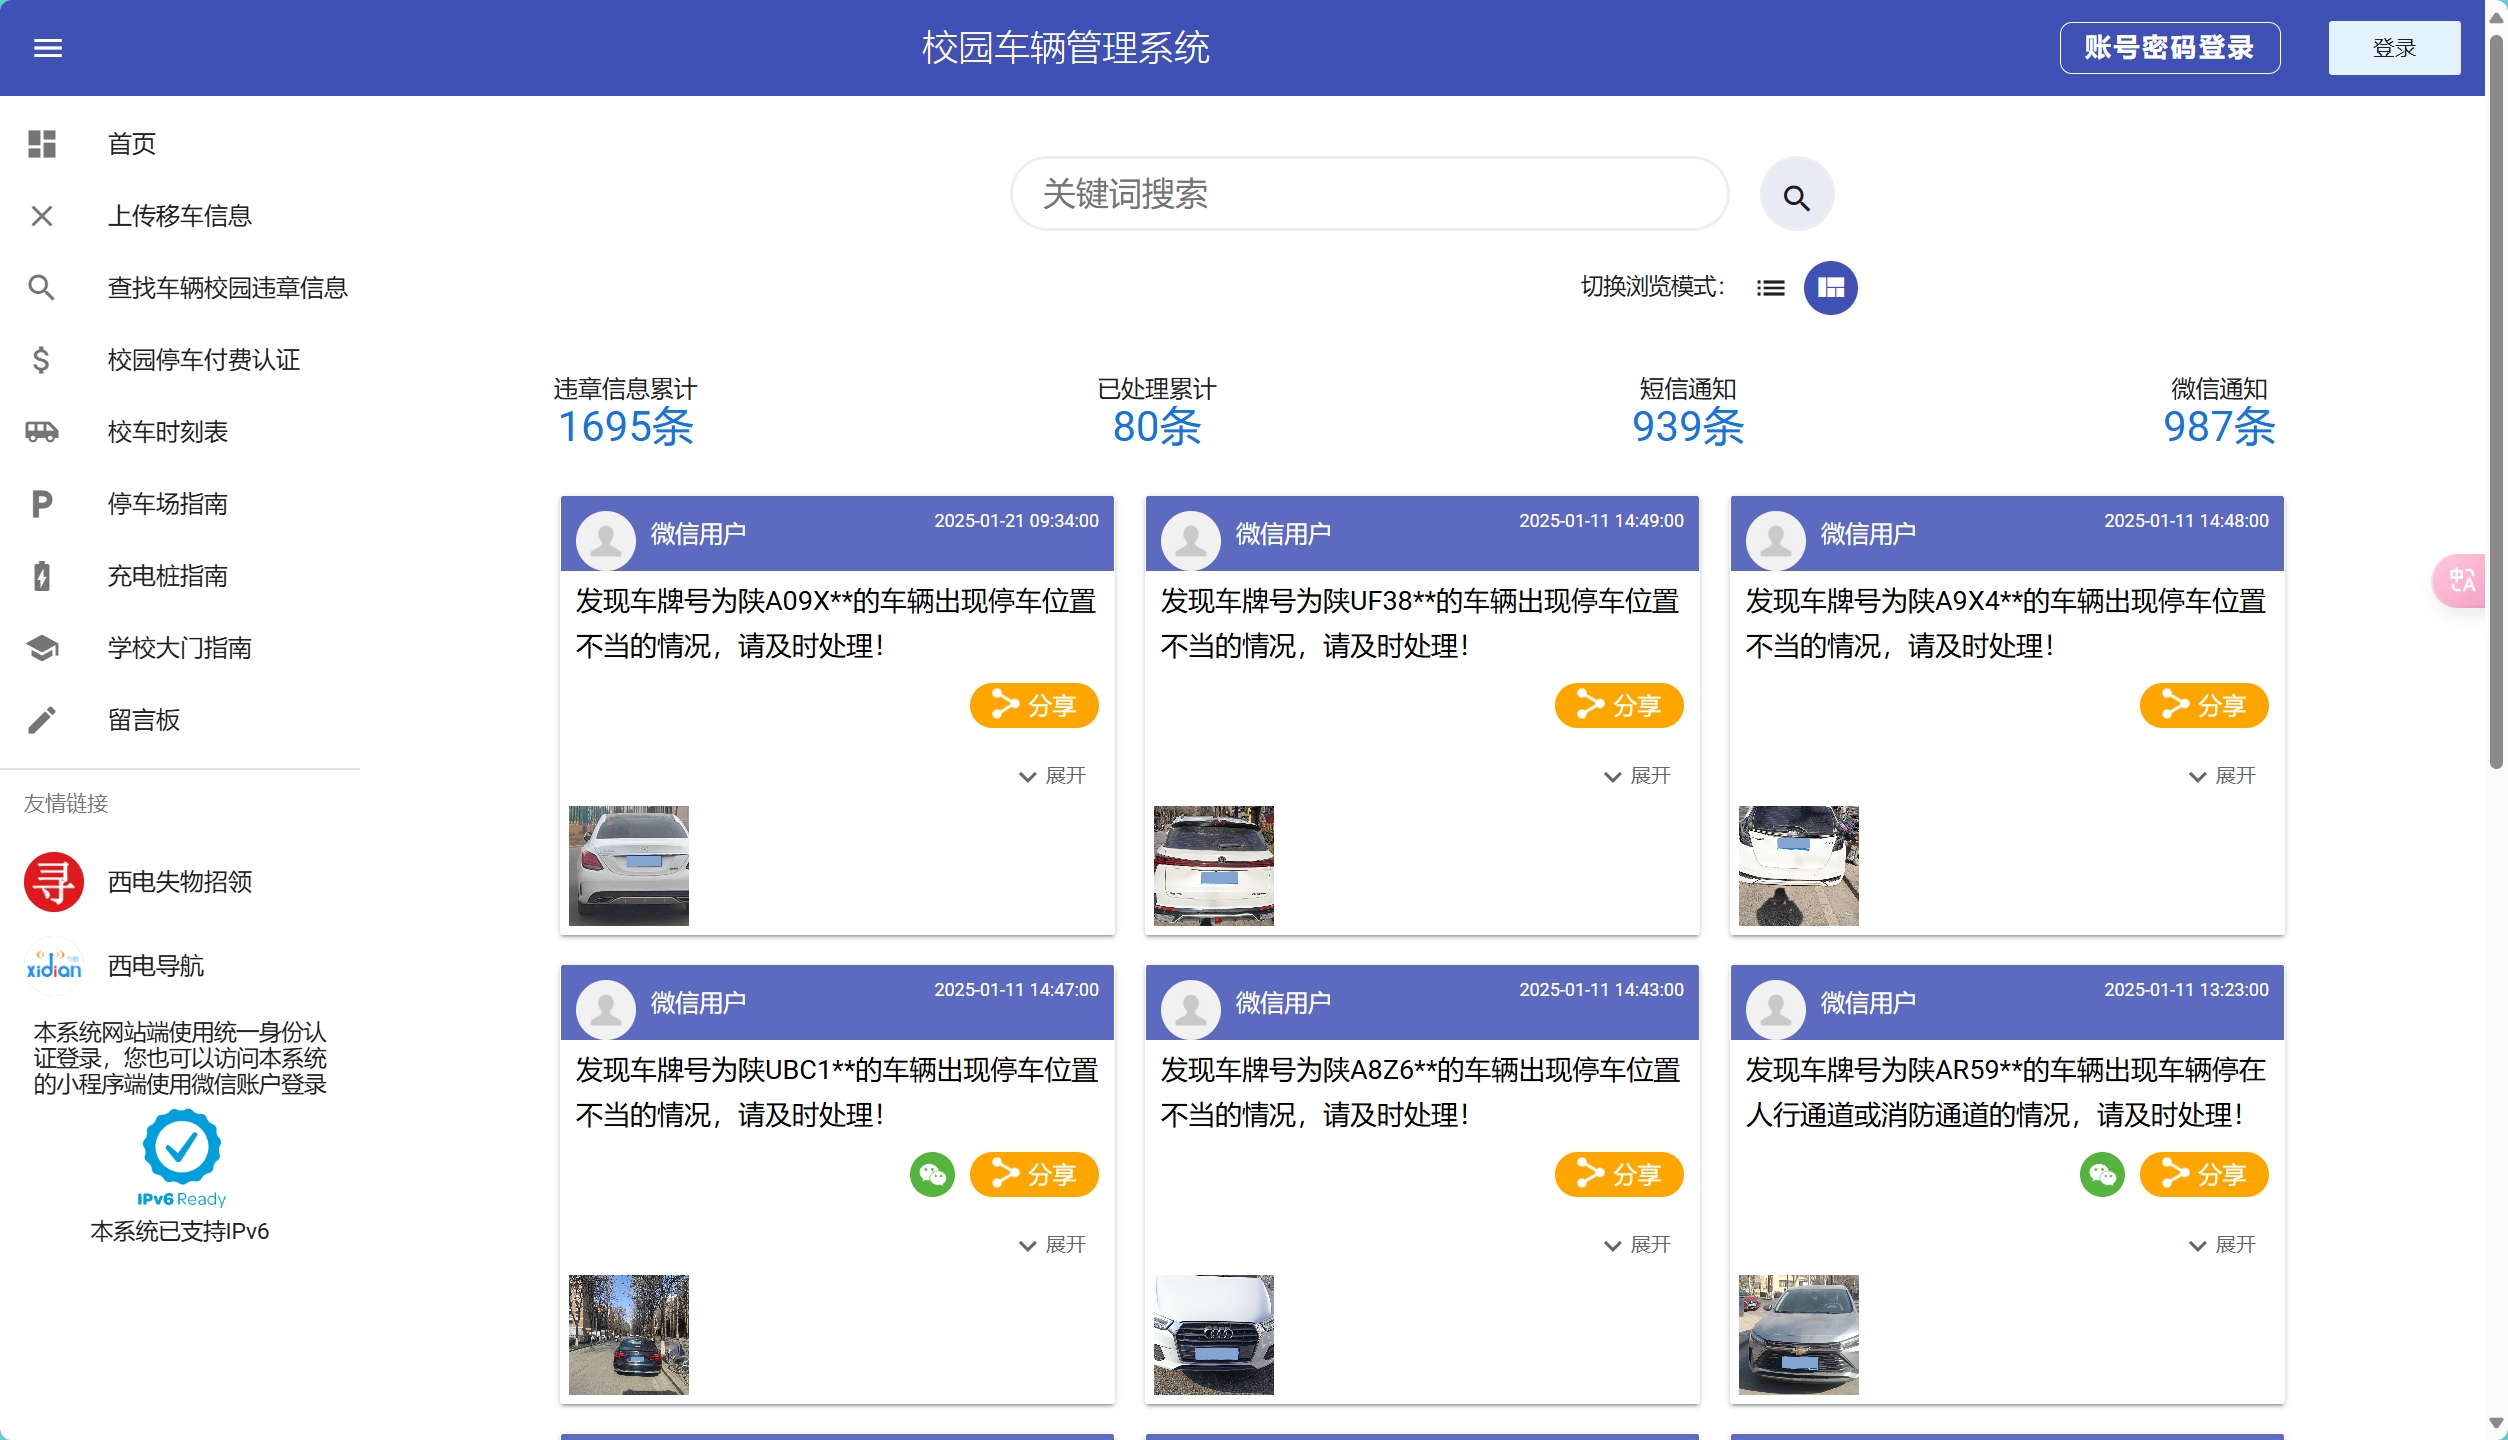 校园车辆管理系统
账号密码登录
登录
首页
上传移车信息
查找车辆校园违章信息
校园停车付费认证
校车时刻表
停车场指南
充电桩指南
学校大门指南
留言板
友情链接
寻
西电失物招领
xidian
西电导航
本系统网站端使用统一身份认
证登录，您也可以访问本系统
的小程序端使用微信账户登录
IPv6 Ready
本系统已支持IPv6
关键词搜索
切换浏览模式：
违章信息累计
1695条
已处理累计
80条
短信通知
939条
微信通知
987条
微信用户
2025-01-21 09:34:00
发现车牌号为陕A09X**的车辆出现停车位置
不当的情况，请及时处理！
分享
展开
微信用户
2025-01-11 14:49:00
发现车牌号为陕UF38**的车辆出现停车位置
不当的情况，请及时处理！
分享
展开
微信用户
2025-01-11 14:48:00
发现车牌号为陕A9X4**的车辆出现停车位置
不当的情况，请及时处理！
分享
展开
微信用户
2025-01-11 14:47:00
发现车牌号为陕UBC1**的车辆出现停车位置
不当的情况，请及时处理！
分享
展开
微信用户
2025-01-11 14:43:00
发现车牌号为陕A8Z6**的车辆出现停车位置
不当的情况，请及时处理！
分享
展开
微信用户
2025-01-11 13:23:00
发现车牌号为陕AR59**的车辆出现车辆停在
人行通道或消防通道的情况，请及时处理！
分享
展开
中A